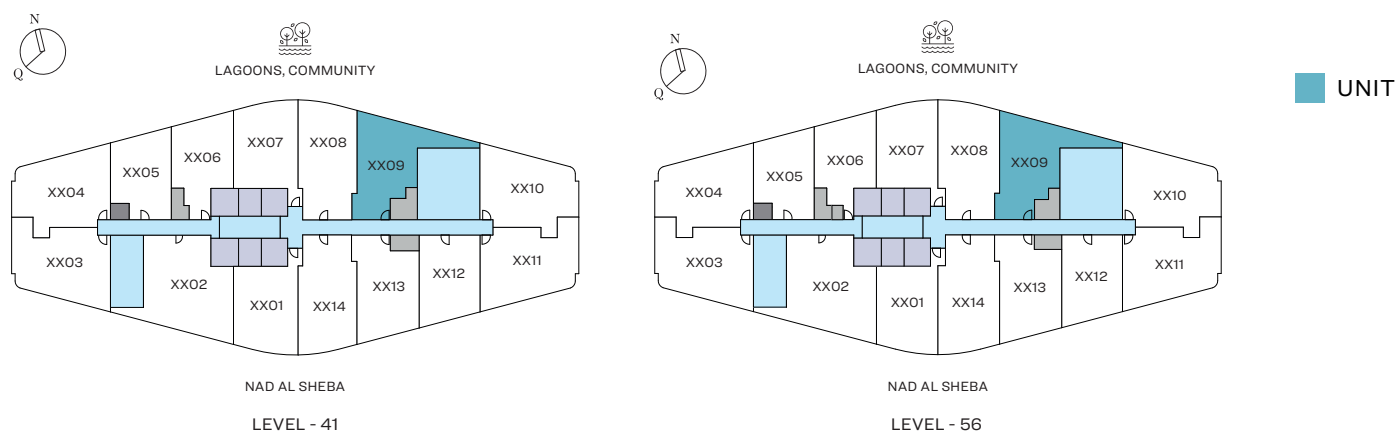 N
Q
LAGOONS, COMMUNITY
XX07
XX08
XX06
XX05
XX09
XX04
XX10
XX03
XX02
XX01
XX14
XX13
XX12
XX11
NAD AL SHEBA
LEVEL - 41
N
Q
LAGOONS, COMMUNITY
XX07
XX08
XX06
XX05
XX09
XX04
XX10
XX03
XX02
XX01
XX14
XX13
XX12
XX11
NAD AL SHEBA
LEVEL - 56
UNIT